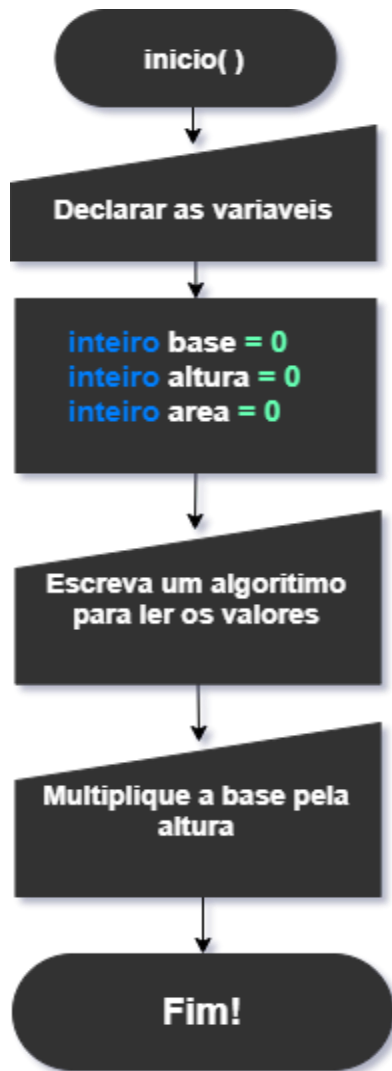 inicio( )
Declarar as variaveis
inteiro base = 0
inteiro altura = 0
inteiro area = 0
Escreva um algoritimo
para ler os valores
Multiplique a base pela
altura
Fim!